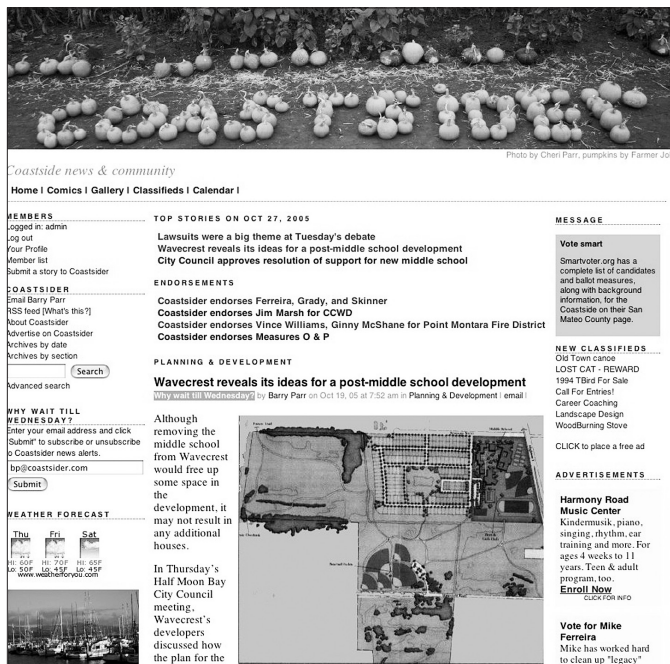 Photo by Cheri Parr, pumpkins by Farmer Jo
Coastside news & community
Home | Comics | Gallery | Classifieds | Calendar |
MEMBERS
Logged in: admin
Log out
Your Profile
Member list
Submit a story to Coastsider
COASTSIDER
Email Barry Parr
RSS feed [What's this?]
About Coastsider
Advertise on Coastsider
Archives by date
Archives by section
Search
Advanced search
WHY WAIT TILL
WEDNESDAY?
Enter your email address and click
"Submit" to subscribe or unsubscribe
to Coastsider news alerts.
bp@coastsider.com
Submit
WEATHER FORECAST
Thu Fri Sat
Hi: 60F Hi: 70F Hi: 65F
Lo: 50F Lo: 45F Lo: 45F
www.weatherforyou.com
TOP STORIES ON OCT 27, 2005
Lawsuits were a big theme at Tuesday's debate
Wavecrest reveals its ideas for a post-middle school development
City Council approves resolution of support for new middle school
ENDORSEMENTS
Coastsider endorses Ferreira, Grady, and Skinner
Coastsider endorses Jim Marsh for CCWD
Coastsider endorses Vince Williams, Ginny McShane for Point Montara Fire District
Coastsider endorses Measures O & P
PLANNING & DEVELOPMENT
Wavecrest reveals its ideas for a post-middle school development
Why wait till Wednesday? by Barry Parr on Oct 19, 05 at 7:52 am in Planning & Development | email |
Although
removing the
middle school
from Wavecrest
would free up
some space in
the
development, it
may not result in
any additional
houses.
In Thursday's
Half Moon Bay
City Council
meeting,
Wavecrest's
developers
discussed how
the plan for the
MESSAGE
Vote smart
Smartvoter.org has a
complete list of candidates
and ballot measures,
along with background
information, for the
Coastside on their San
Mateo County page.
NEW CLASSIFIEDS
Old Town canoe
LOST CAT - REWARD
1994 TBird For Sale
Call For Entries!
Career Coaching
Landscape Design
WoodBurning Stove
CLICK to place a free ad
ADVERTISEMENTS
Harmony Road
Music Center
Kindermusik, piano,
singing, rhythm, ear
training and more. For
ages 4 weeks to 11
years. Teen & adult
program, too.
Enroll Now
CLICK FOR INFO
Vote for Mike
Ferreira
Mike has worked hard
to clean up "legacy"